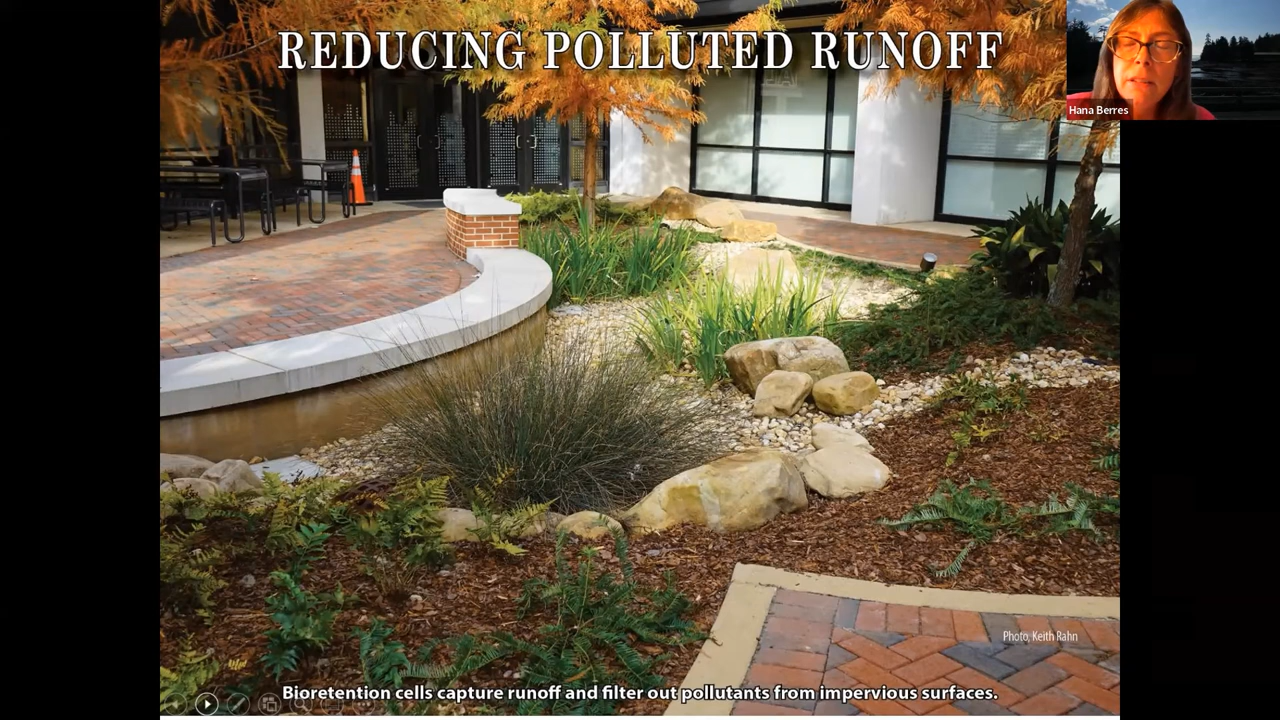 REDUCING POLLUTED RUNOFF
Hana Berres
Photo, Keith Rahn
Bioretention cells capture runoff and filter out pollutants from impervious surfaces.